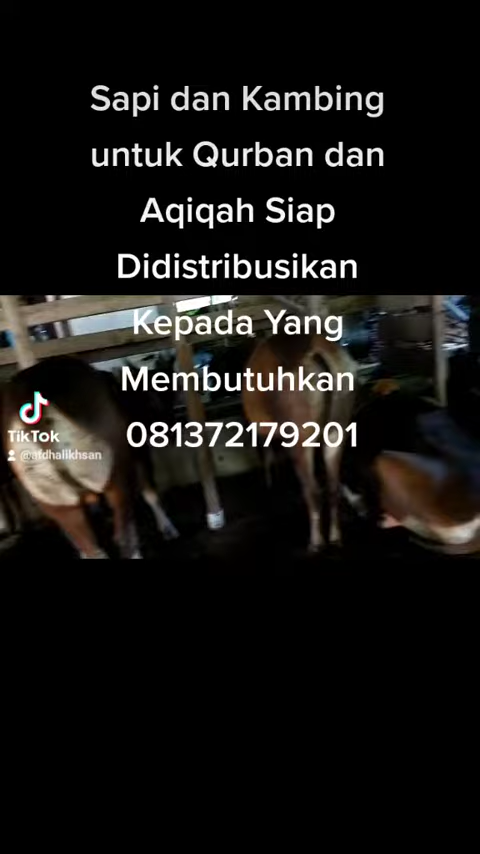 Sapi dan Kambing
untuk Qurban dan
Aqiqah Siap
Didistribusikan
Kepada Yang
Membutuhkan
081372179201
TikTok
@afdhalikhsan